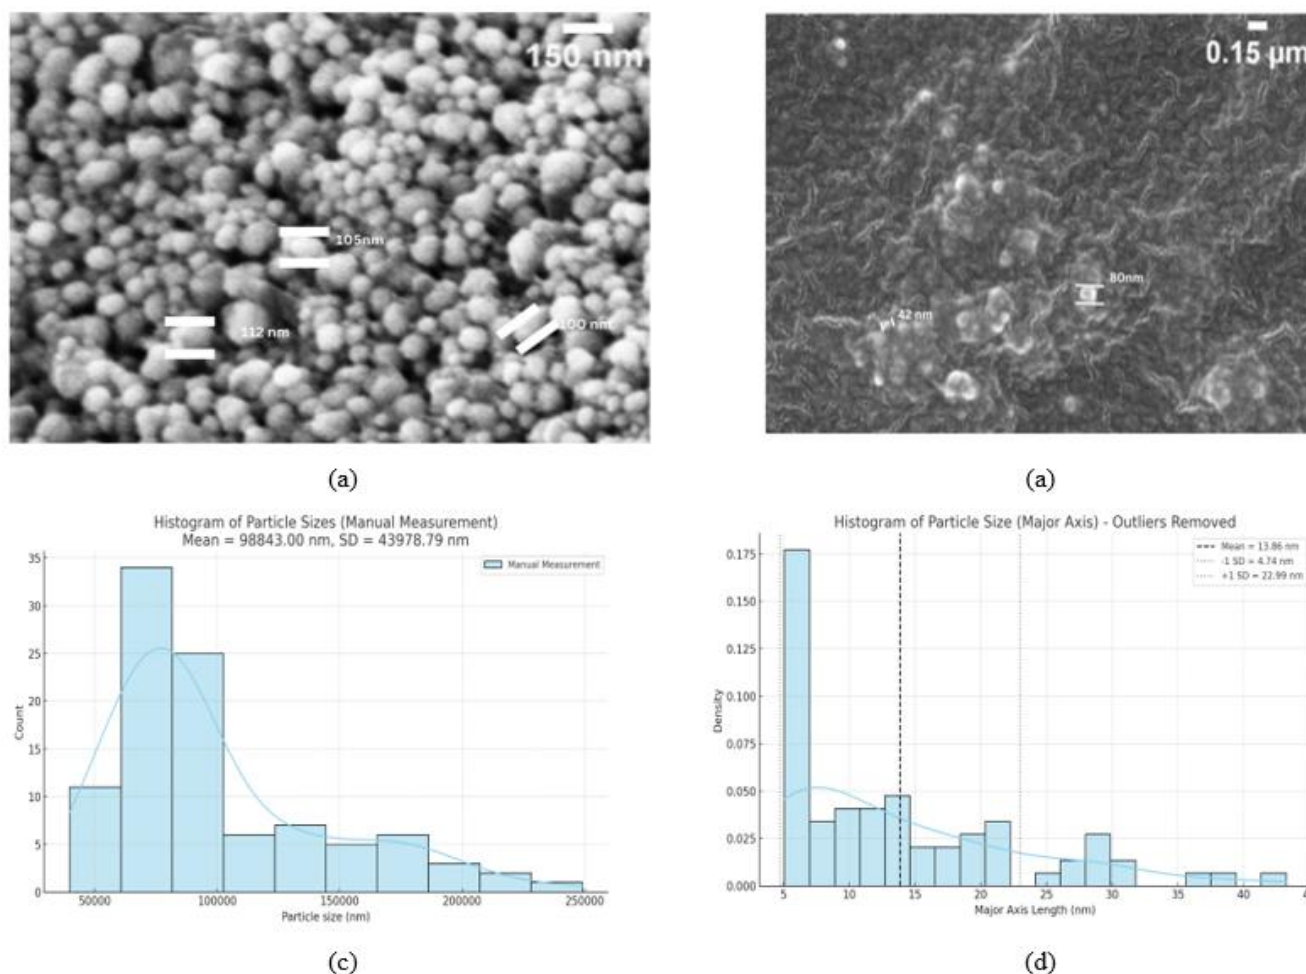 150 nm
105nm
112 nm
100 nm
0.15 µm
80nm
42 nm
(a)
(a)
Histogram of Particle Sizes (Manual Measurement)
Mean = 98843.00 nm, SD = 43978.79 nm
Manual Measurement
35
30
25
20
15
10
5
0
Count
50000
100000
150000
200000
250000
Particle size (nm)
(c)
Histogram of Particle Size (Major Axis) - Outliers Removed
Mean = 13.86 nm
-1 SD = 4.74 nm
+1 SD = 22.99 nm
0.175
0.150
0.125
0.100
0.075
0.050
0.025
0.000
Density
5
10
15
20
25
30
35
40
Major Axis Length (nm)
(d)